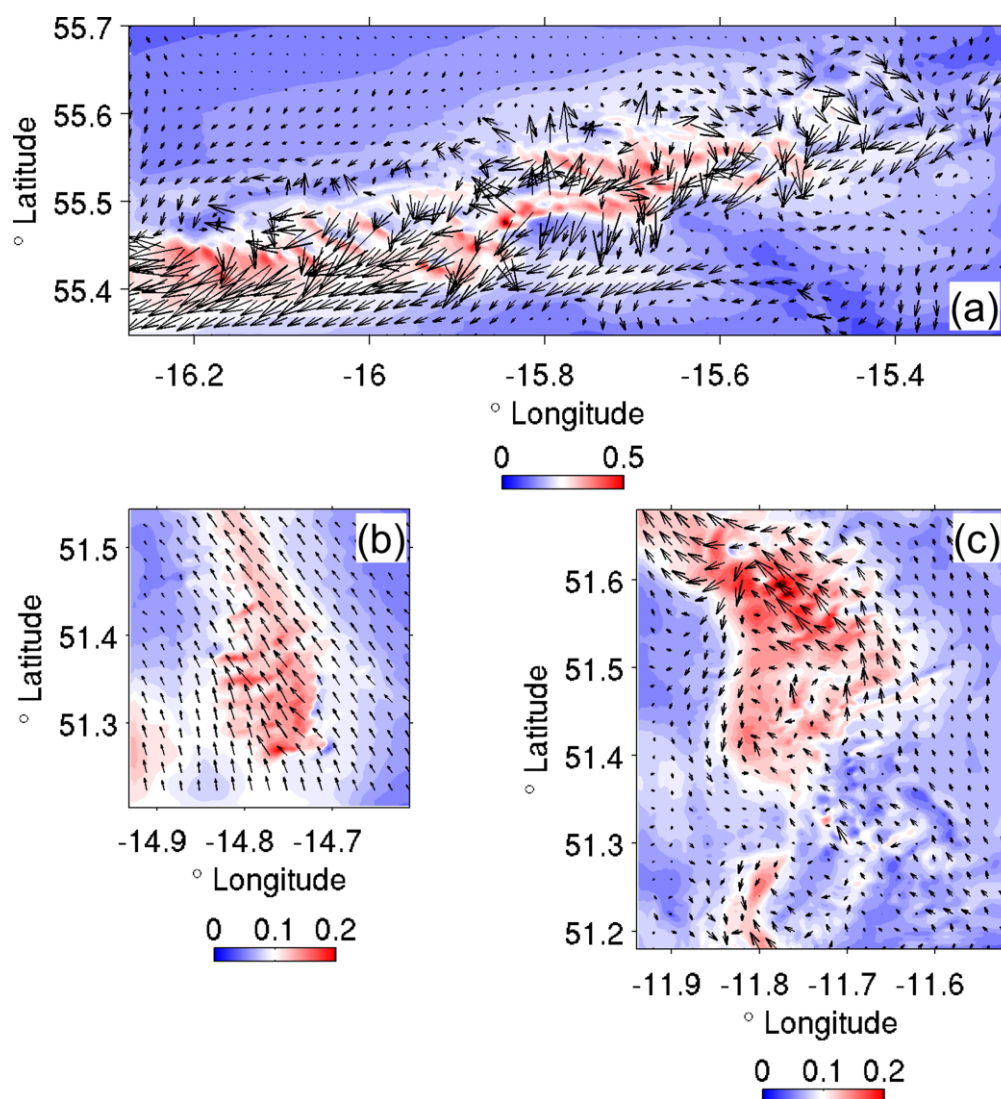 55.7
55.6
55.5
55.4
° Latitude
(a)
-16.2 -16 -15.8 -15.6 -15.4
° Longitude
0 0.5
51.5
51.4
51.3
° Latitude
(b)
-14.9 -14.8 -14.7
° Longitude
0 0.1 0.2
51.6
51.5
51.4
51.3
51.2
° Latitude
(c)
-11.9 -11.8 -11.7 -11.6
° Longitude
0 0.1 0.2